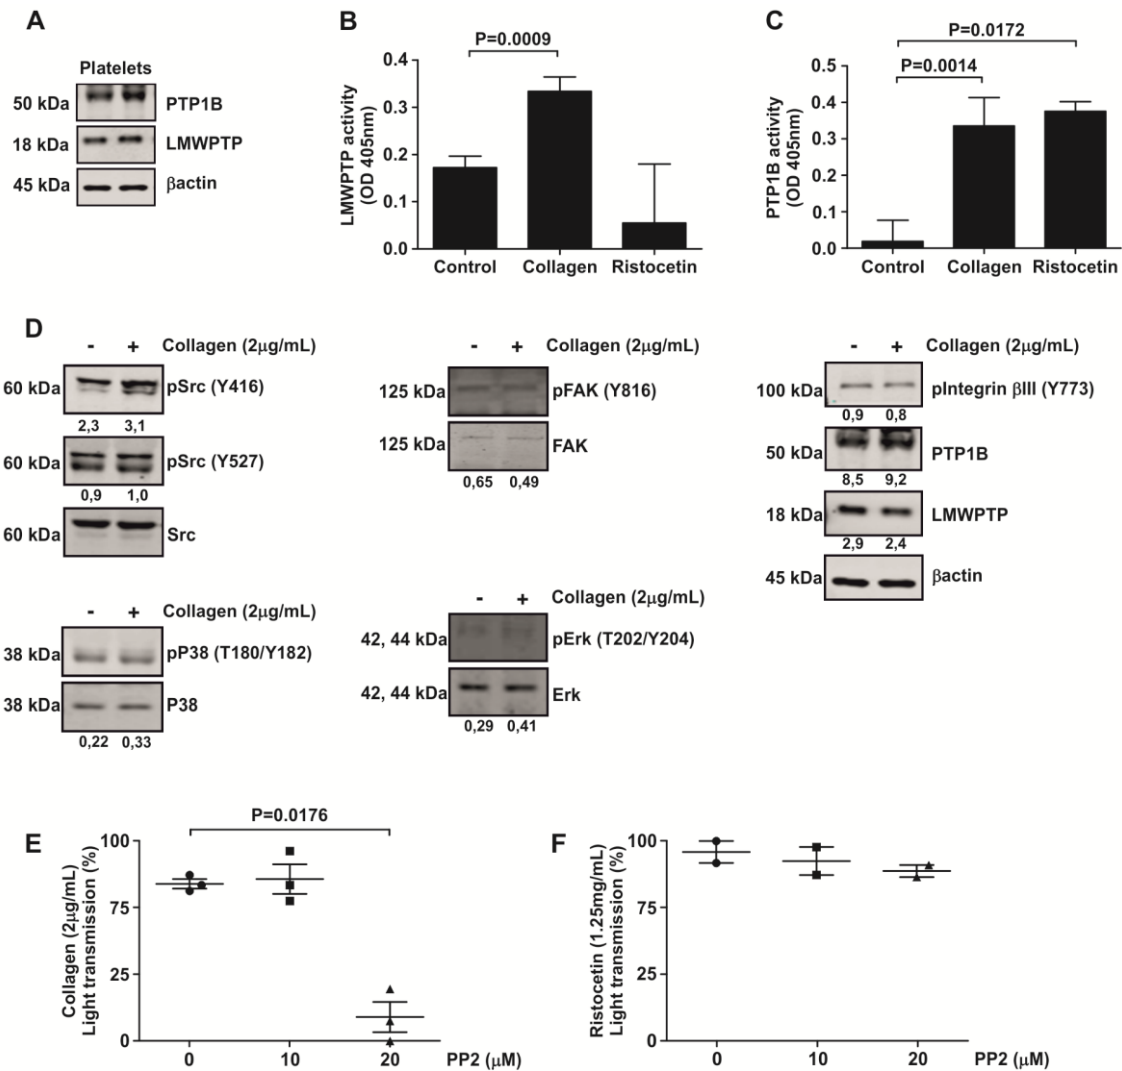 A
Platelets
50 kDa PTP1B
18 kDa LMWPTP
45 kDa βactin
B
P=0.0009
LMWPTP activity
(OD 405nm)
0.4
0.3
0.2
0.1
0.0
Control Collagen Ristocetin
C
P=0.0172
P=0.0014
PTP1B activity
(OD 405nm)
0.5
0.4
0.3
0.2
0.1
0.0
Control Collagen Ristocetin
D
- + Collagen (2μg/mL)
60 kDa pSrc (Y416)
2,3 3,1
60 kDa pSrc (Y527)
0,9 1,0
60 kDa Src
- + Collagen (2μg/mL)
125 kDa pFAK (Y816)
125 kDa FAK
0,65 0,49
- + Collagen (2μg/mL)
100 kDa pIntegrin βIII (Y773)
0,9 0,8
50 kDa PTP1B
8,5 9,2
18 kDa LMWPTP
2,9 2,4
45 kDa βactin
- + Collagen (2μg/mL)
38 kDa pP38 (T180/Y182)
38 kDa P38
0,22 0,33
- + Collagen (2μg/mL)
42, 44 kDa pErk (T202/Y204)
42, 44 kDa Erk
0,29 0,41
E
P=0.0176
Collagen (2μg/mL)
Light transmission (%)
100
75
25
0
0 10 20 PP2 (μM)
F
Ristocetin (1.25mg/mL)
Light transmission (%)
100
75
25
0
0 10 20 PP2 (μM)